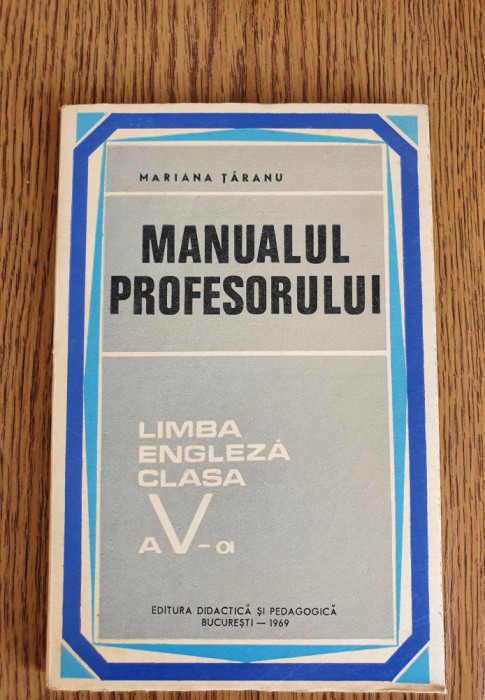 MARIANA ȚĂRANU
MANUALUL
PROFESORULUI
LIMBA
ENGLEZĂ
CLASA
A V-a
EDITURA DIDACTICĂ ȘI PEDAGOGICĂ
BUCUREȘTI — 1969